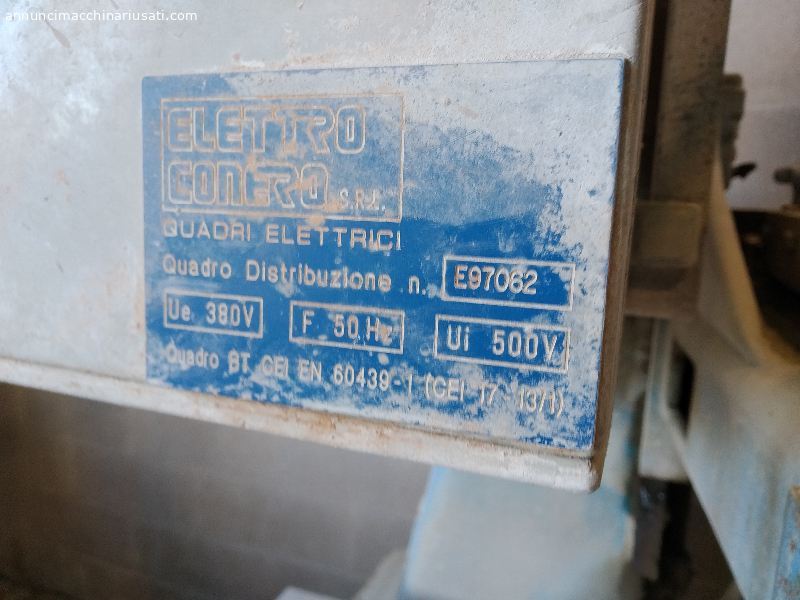 annuncimacchinariusati.com
ELETTRO
CONERO S.R.L.
QUADRI ELETTRICI
Quadro Distribuzione n. E97062
Ue 380V F 50 Hz Ui 500V
Quadro BT CEI EN 60439-1 (CEI 17-13/1)